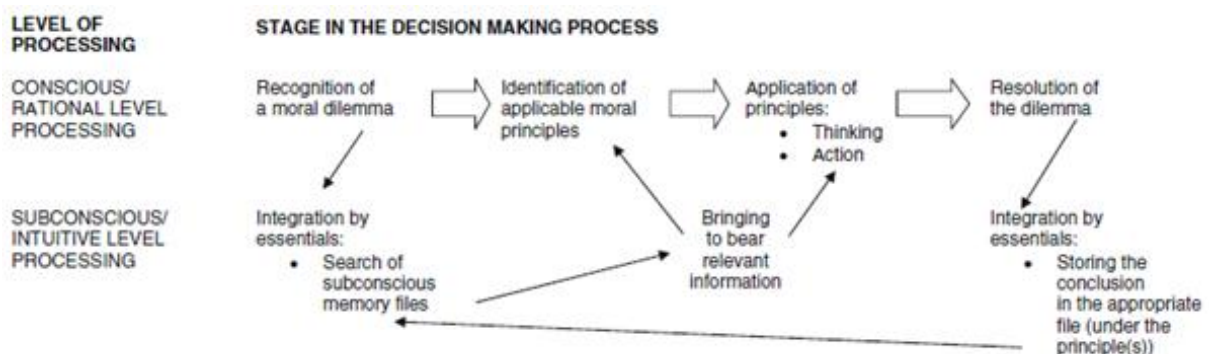 LEVEL OF
PROCESSING
STAGE IN THE DECISION MAKING PROCESS
CONSCIOUS/
RATIONAL LEVEL
PROCESSING
Recognition of
a moral dilemma
Identification of
applicable moral
principles
Application of
principles:
• Thinking
• Action
Resolution of
the dilemma
SUBCONSCIOUS/
INTUITIVE LEVEL
PROCESSING
Integration by
essentials:
• Search of
subconscious
memory files
Bringing
to bear
relevant
information
Integration by
essentials:
• Storing the
conclusion
in the appropriate
file (under the
principle(s))